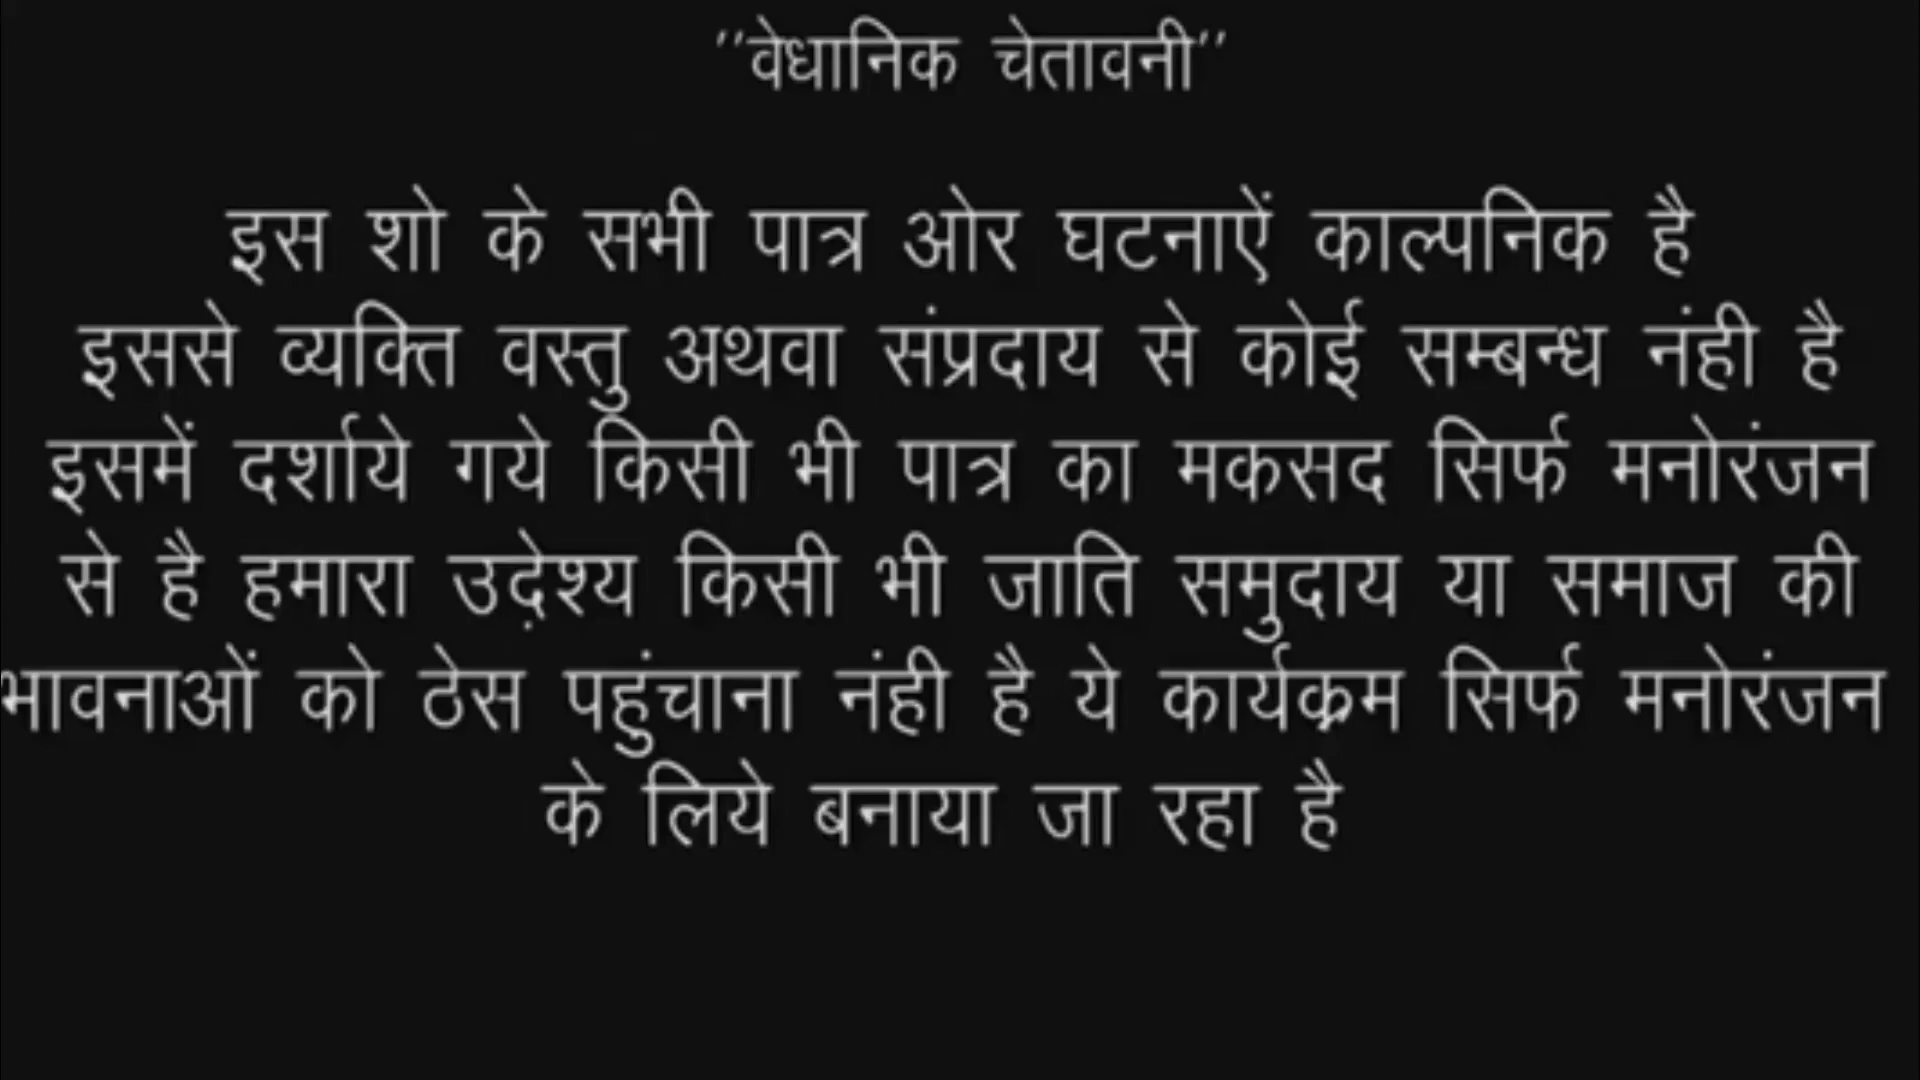 ''वेधानिक चेतावनी''
इस शो के सभी पात्र ओर घटनाऐं काल्पनिक है
इससे व्यक्ति वस्तु अथवा संप्रदाय से कोई सम्बन्ध नंही है
इसमें दर्शाये गये किसी भी पात्र का मकसद सिर्फ मनोरंजन
से है हमारा उद़ेश्य किसी भी जाति समुदाय या समाज की
भावनाओं को ठेस पहुंचाना नंही है ये कार्यक्रम सिर्फ मनोरंजन
के लिये बनाया जा रहा है